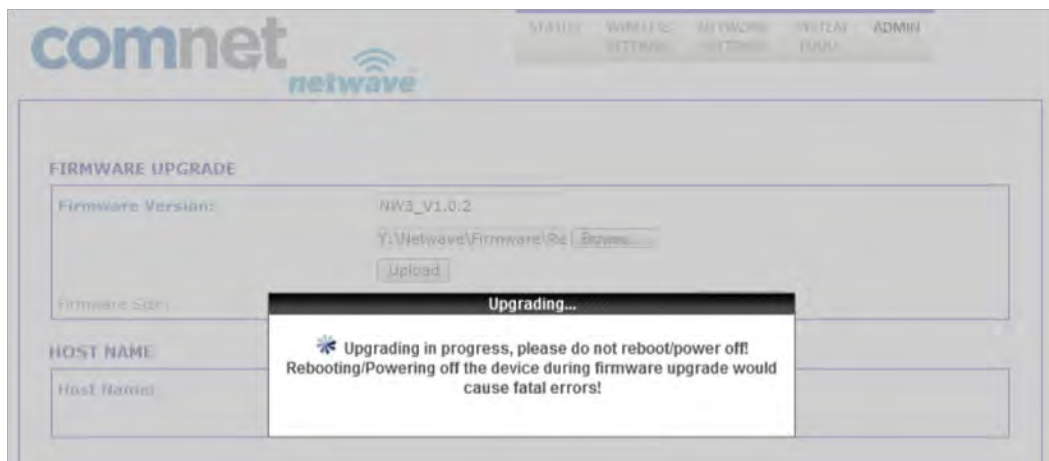 comnet
netwave
STATUS WIRELESS SETTINGS NETWORK SETTINGS SYSTEM TOOLS ADMIN
FIRMWARE UPGRADE
Firmware Version: NW3_V1.0.2
Y:\Netwave\Firmware\Re Browse...
Upload
Firmware Size:
Upgrading...
Upgrading in progress, please do not reboot/power off!
Rebooting/Powering off the device during firmware upgrade would
cause fatal errors!
HOST NAME
Host Name: